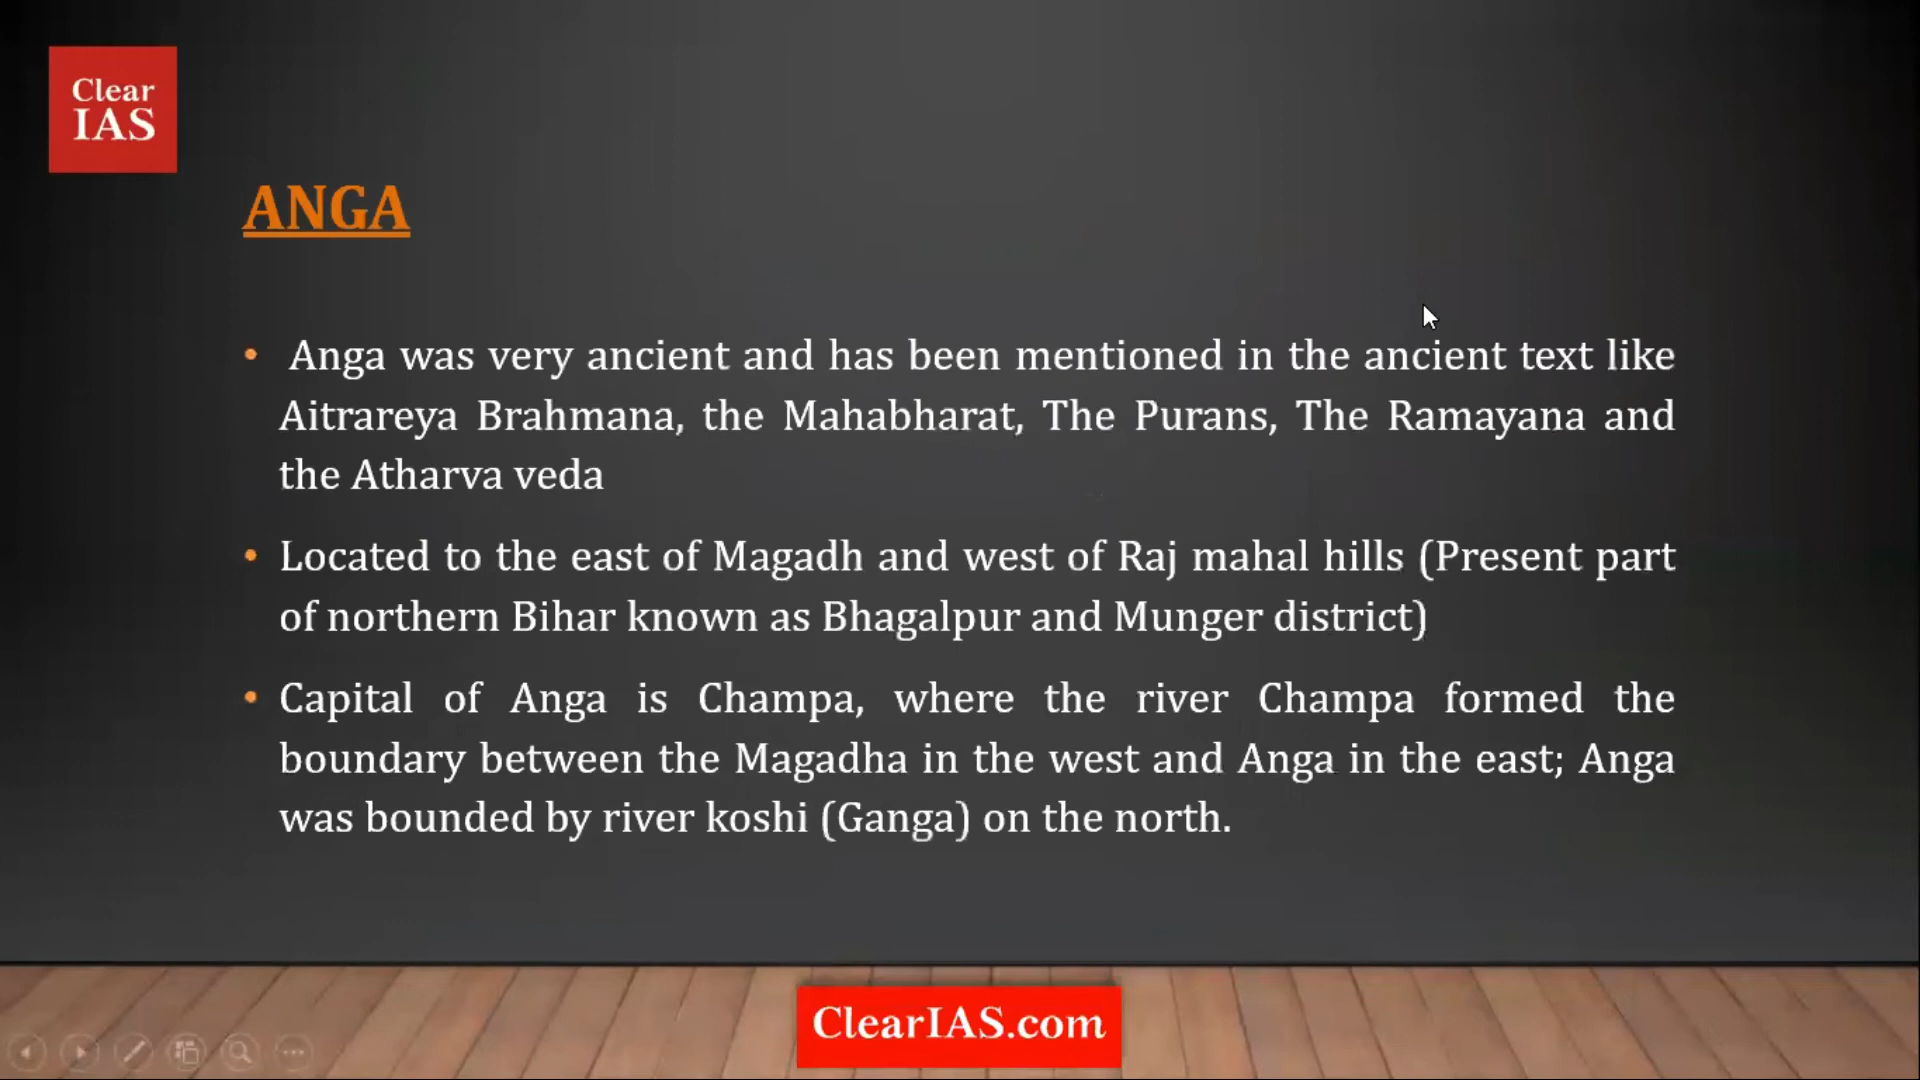 Clear
IAS
ANGA
• Anga was very ancient and has been mentioned in the ancient text like
Aitrareya Brahmana, the Mahabharat, The Purans, The Ramayana and
the Atharva veda
• Located to the east of Magadh and west of Raj mahal hills (Present part
of northern Bihar known as Bhagalpur and Munger district)
• Capital of Anga is Champa, where the river Champa formed the
boundary between the Magadha in the west and Anga in the east; Anga
was bounded by river koshi (Ganga) on the north.
ClearIAS.com